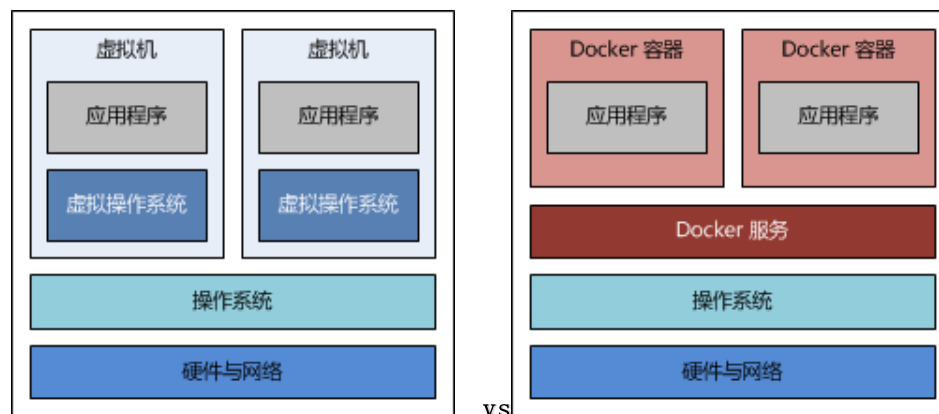 虚拟机
虚拟机
应用程序
应用程序
虚拟操作系统
虚拟操作系统
操作系统
硬件与网络
vs
Docker 容器
Docker 容器
应用程序
应用程序
Docker 服务
操作系统
硬件与网络